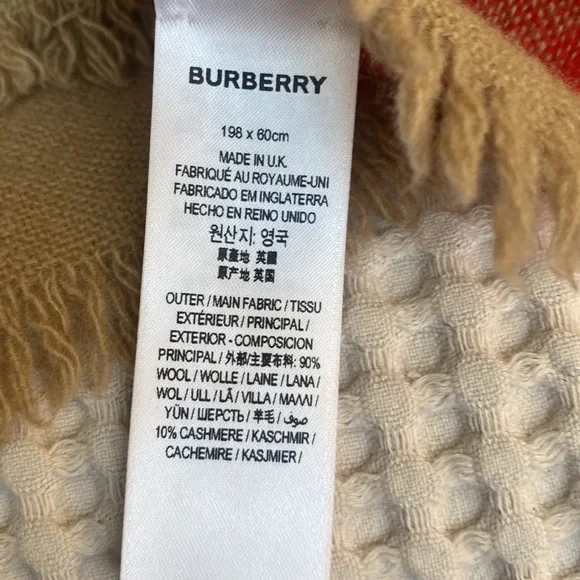 BURBERRY
198 x 60cm
MADE IN U.K.
FABRIQUÉ AU ROYAUME-UNI
FABRICADO EM INGLATERRA
HECHO EN REINO UNIDO
원산지: 영국
原產地 英國
原产地 英国
OUTER / MAIN FABRIC / TISSU
EXTÉRIEUR / PRINCIPAL /
EXTERIOR - COMPOSICION
PRINCIPAL / 外部/主要布料: 90%
WOOL / WOLLE / LAINE / LANA /
WOL / ULL / LÃ / VILLA / ΜΑΛΛΙ /
YÜN / ШЕРСТЬ / 羊毛 / صوف /
10% CASHMERE / KASCHMIR /
CACHEMIRE / KASJMIER /